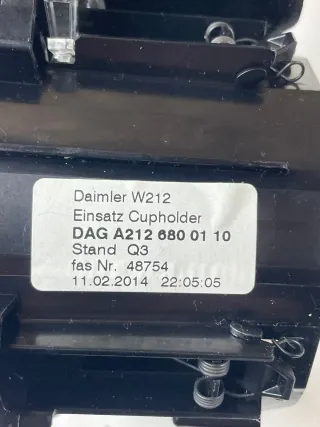 Daimler W212
Einsatz Cupholder
DAG A212 680 01 10
Stand Q3
fas Nr. 48754
11.02.2014 22:05:05